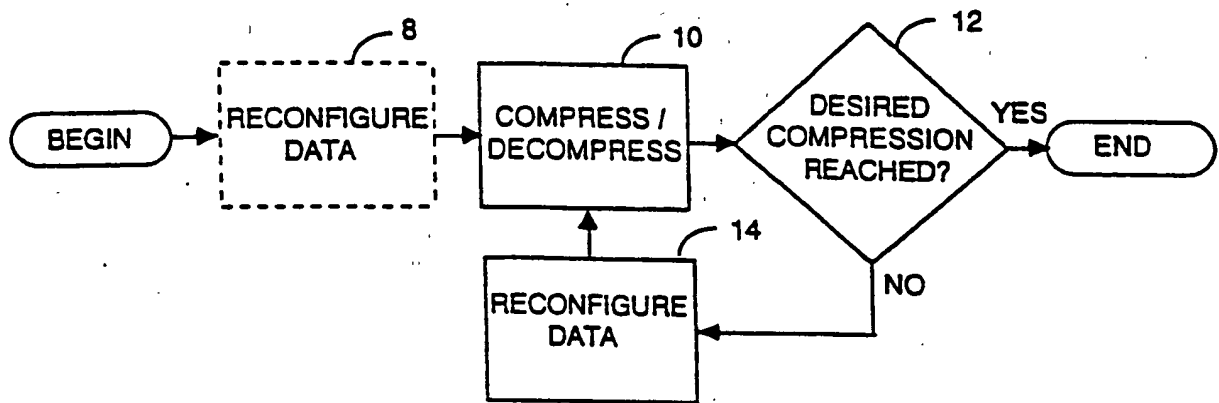 8
10
12
BEGIN
RECONFIGURE
DATA
COMPRESS /
DECOMPRESS
DESIRED
COMPRESSION
REACHED?
YES
END
14
NO
RECONFIGURE
DATA